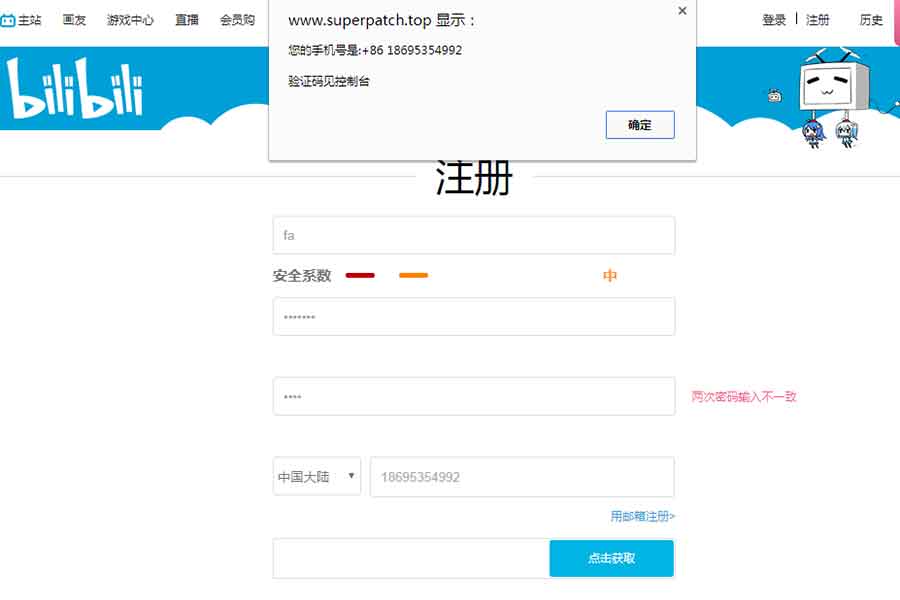 主站 画友 游戏中心 直播 会员购 登录 注册 历史
www.superpatch.top 显示：
您的手机号是:+86 18695354992
验证码见控制台
确定
bilibili
注册
fa
安全系数 中
•••••••
•••• 两次密码输入不一致
中国大陆 18695354992
用邮箱注册>
点击获取